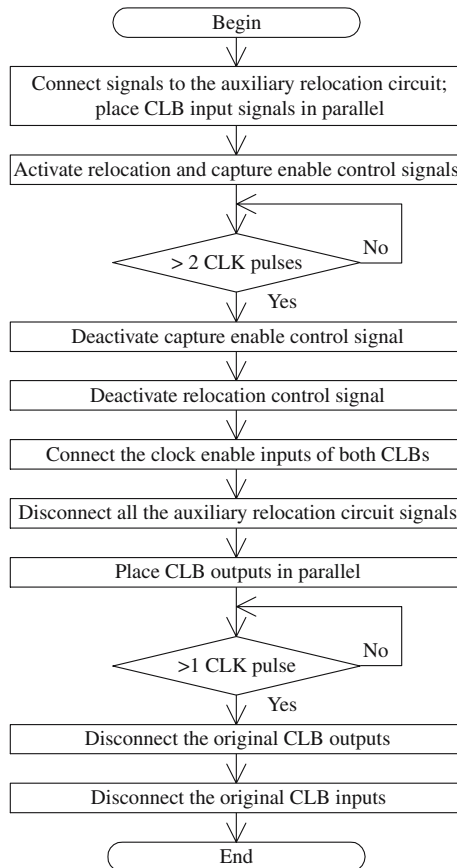 Begin
Connect signals to the auxiliary relocation circuit;
place CLB input signals in parallel
Activate relocation and capture enable control signals
> 2 CLK pulses
No
Yes
Deactivate capture enable control signal
Deactivate relocation control signal
Connect the clock enable inputs of both CLBs
Disconnect all the auxiliary relocation circuit signals
Place CLB outputs in parallel
>1 CLK pulse
No
Yes
Disconnect the original CLB outputs
Disconnect the original CLB inputs
End